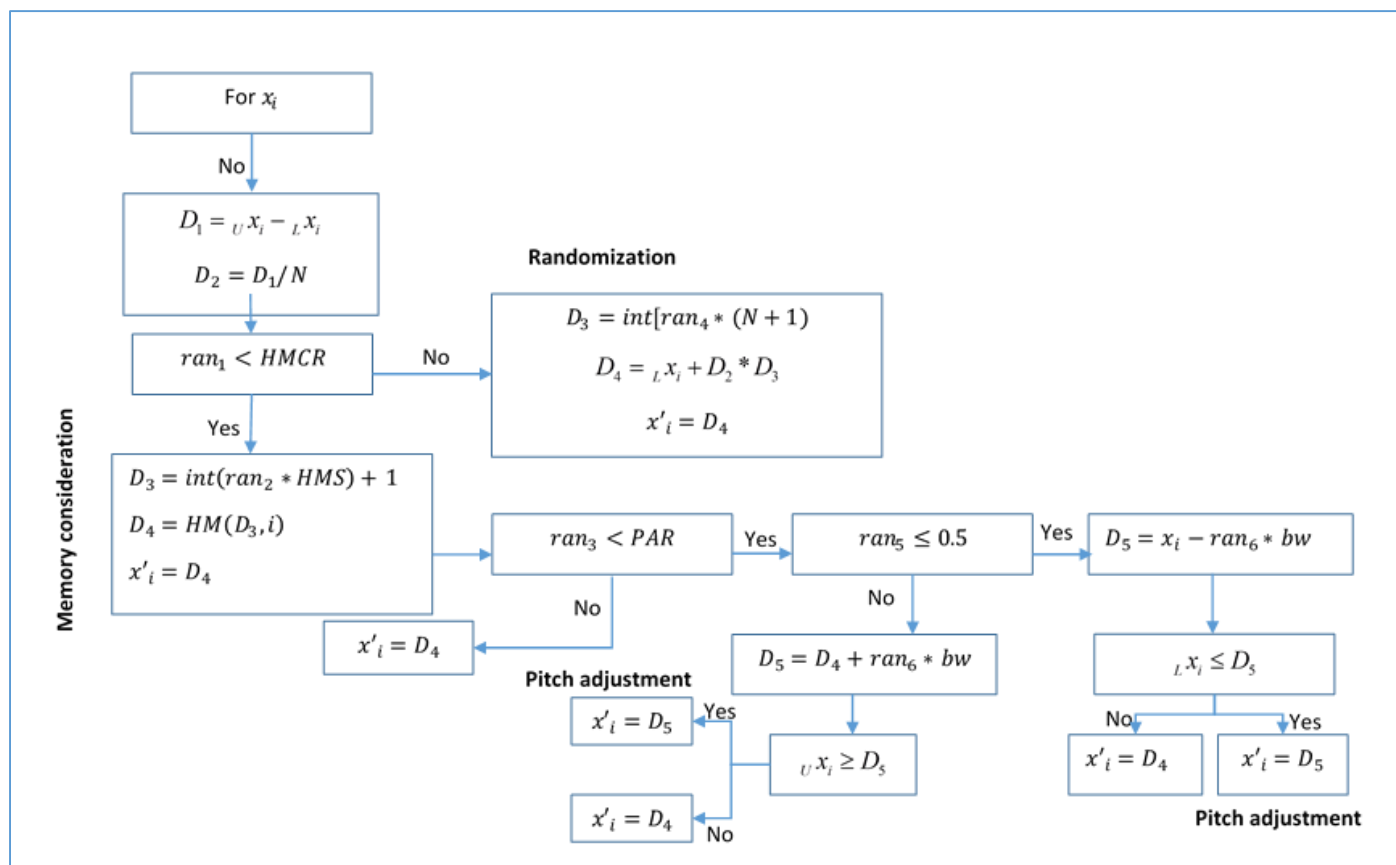 For xᵢ
No
D₁ = ᵤxᵢ − ʟxᵢ
D₂ = D₁/N
Randomization
ran₁ < HMCR
No
D₃ = int[ran₄ ∗ (N + 1)
D₄ = ʟxᵢ + D₂ * D₃
x′ᵢ = D₄
Yes
Memory consideration
D₃ = int(ran₂ ∗ HMS) + 1
D₄ = HM(D₃, i)
x′ᵢ = D₄
ran₃ < PAR
Yes
ran₅ ≤ 0.5
Yes
D₅ = xᵢ − ran₆ ∗ bw
No
x′ᵢ = D₄
No
D₅ = D₄ + ran₆ ∗ bw
ʟxᵢ ≤ D₅
Pitch adjustment
x′ᵢ = D₅
Yes
ᵤxᵢ ≥ D₅
x′ᵢ = D₄
No
No
Yes
x′ᵢ = D₄
x′ᵢ = D₅
Pitch adjustment